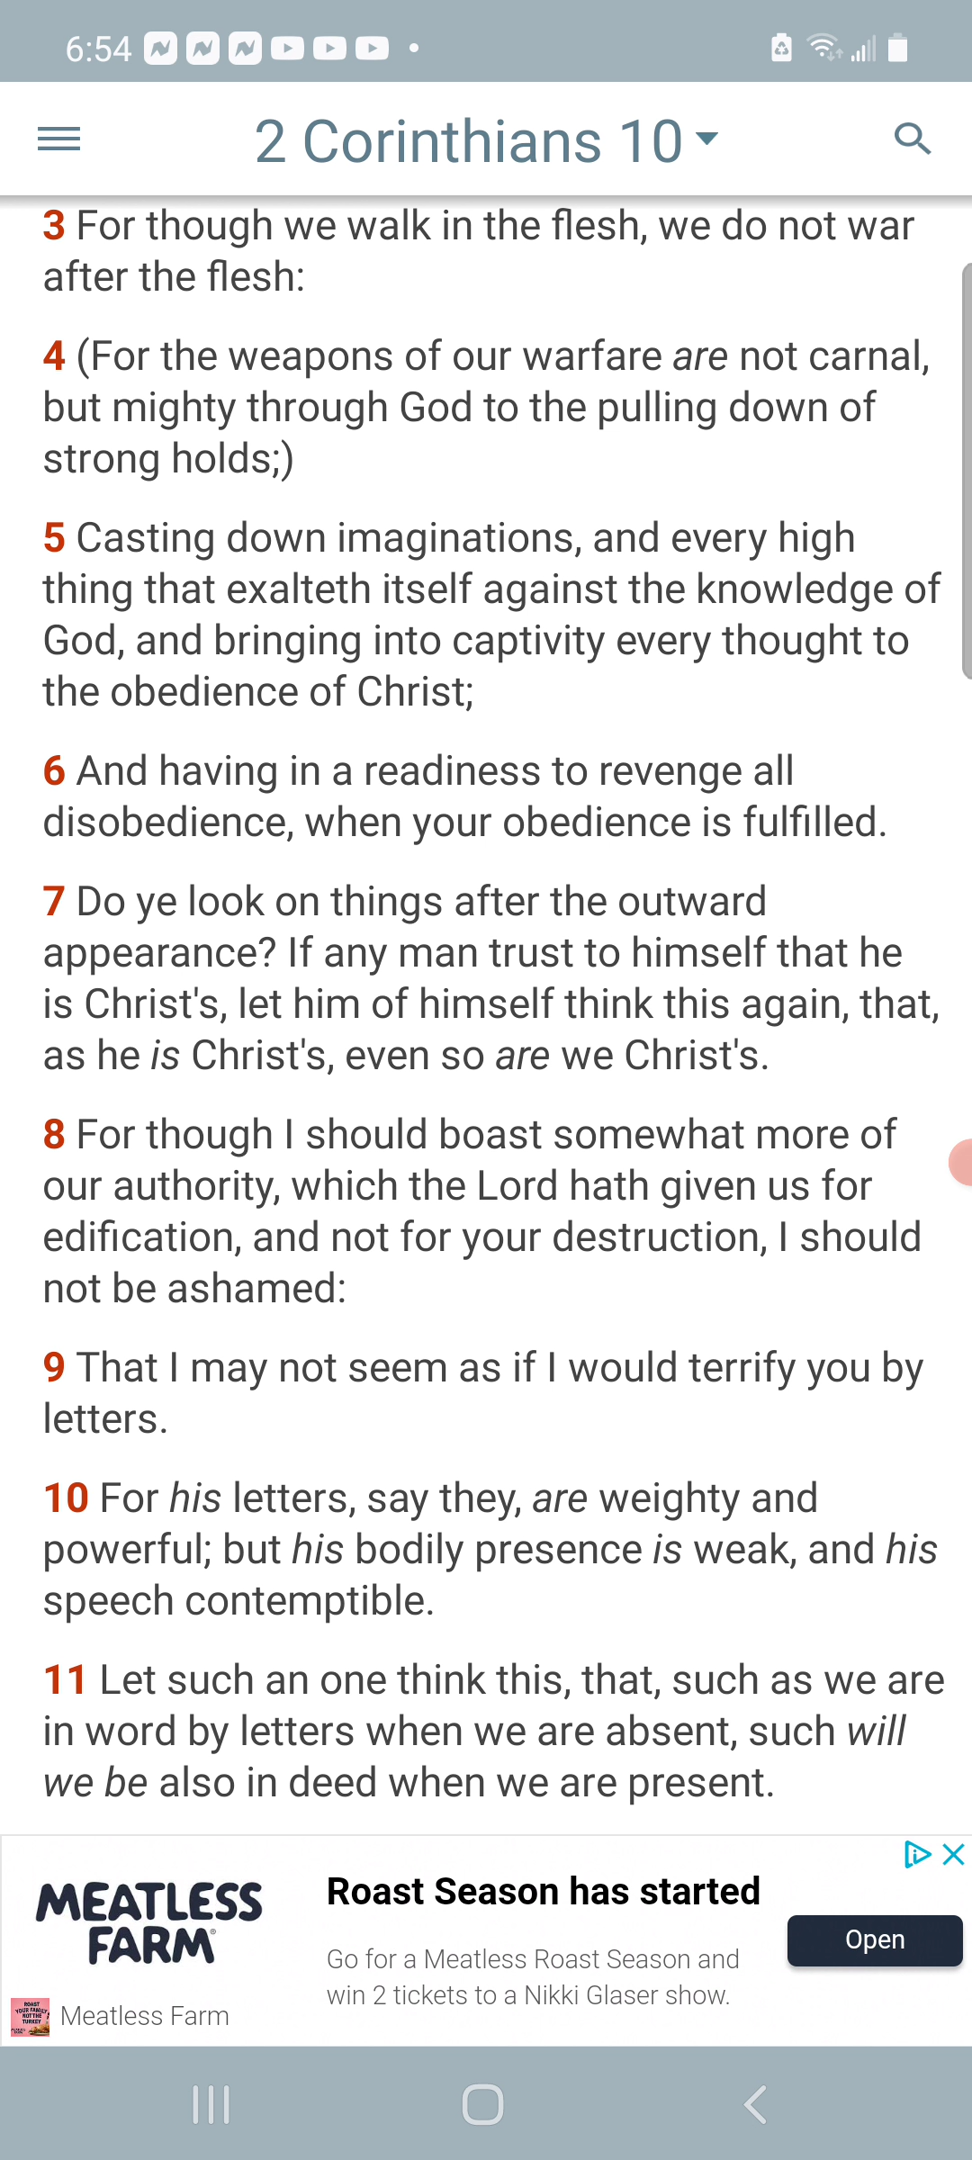 6:54
2 Corinthians 10
3 For though we walk in the flesh, we do not war
after the flesh:
4 (For the weapons of our warfare are not carnal,
but mighty through God to the pulling down of
strong holds;)
5 Casting down imaginations, and every high
thing that exalteth itself against the knowledge of
God, and bringing into captivity every thought to
the obedience of Christ;
6 And having in a readiness to revenge all
disobedience, when your obedience is fulfilled.
7 Do ye look on things after the outward
appearance? If any man trust to himself that he
is Christ's, let him of himself think this again, that,
as he is Christ's, even so are we Christ's.
8 For though I should boast somewhat more of
our authority, which the Lord hath given us for
edification, and not for your destruction, I should
not be ashamed:
9 That I may not seem as if I would terrify you by
letters.
10 For his letters, say they, are weighty and
powerful; but his bodily presence is weak, and his
speech contemptible.
11 Let such an one think this, that, such as we are
in word by letters when we are absent, such will
we be also in deed when we are present.
MEATLESS
FARM
Roast Season has started
Go for a Meatless Roast Season and
win 2 tickets to a Nikki Glaser show.
Open
ROAST
YOUR FAMILY
NOT THE
TURKEY
Meatless Farm